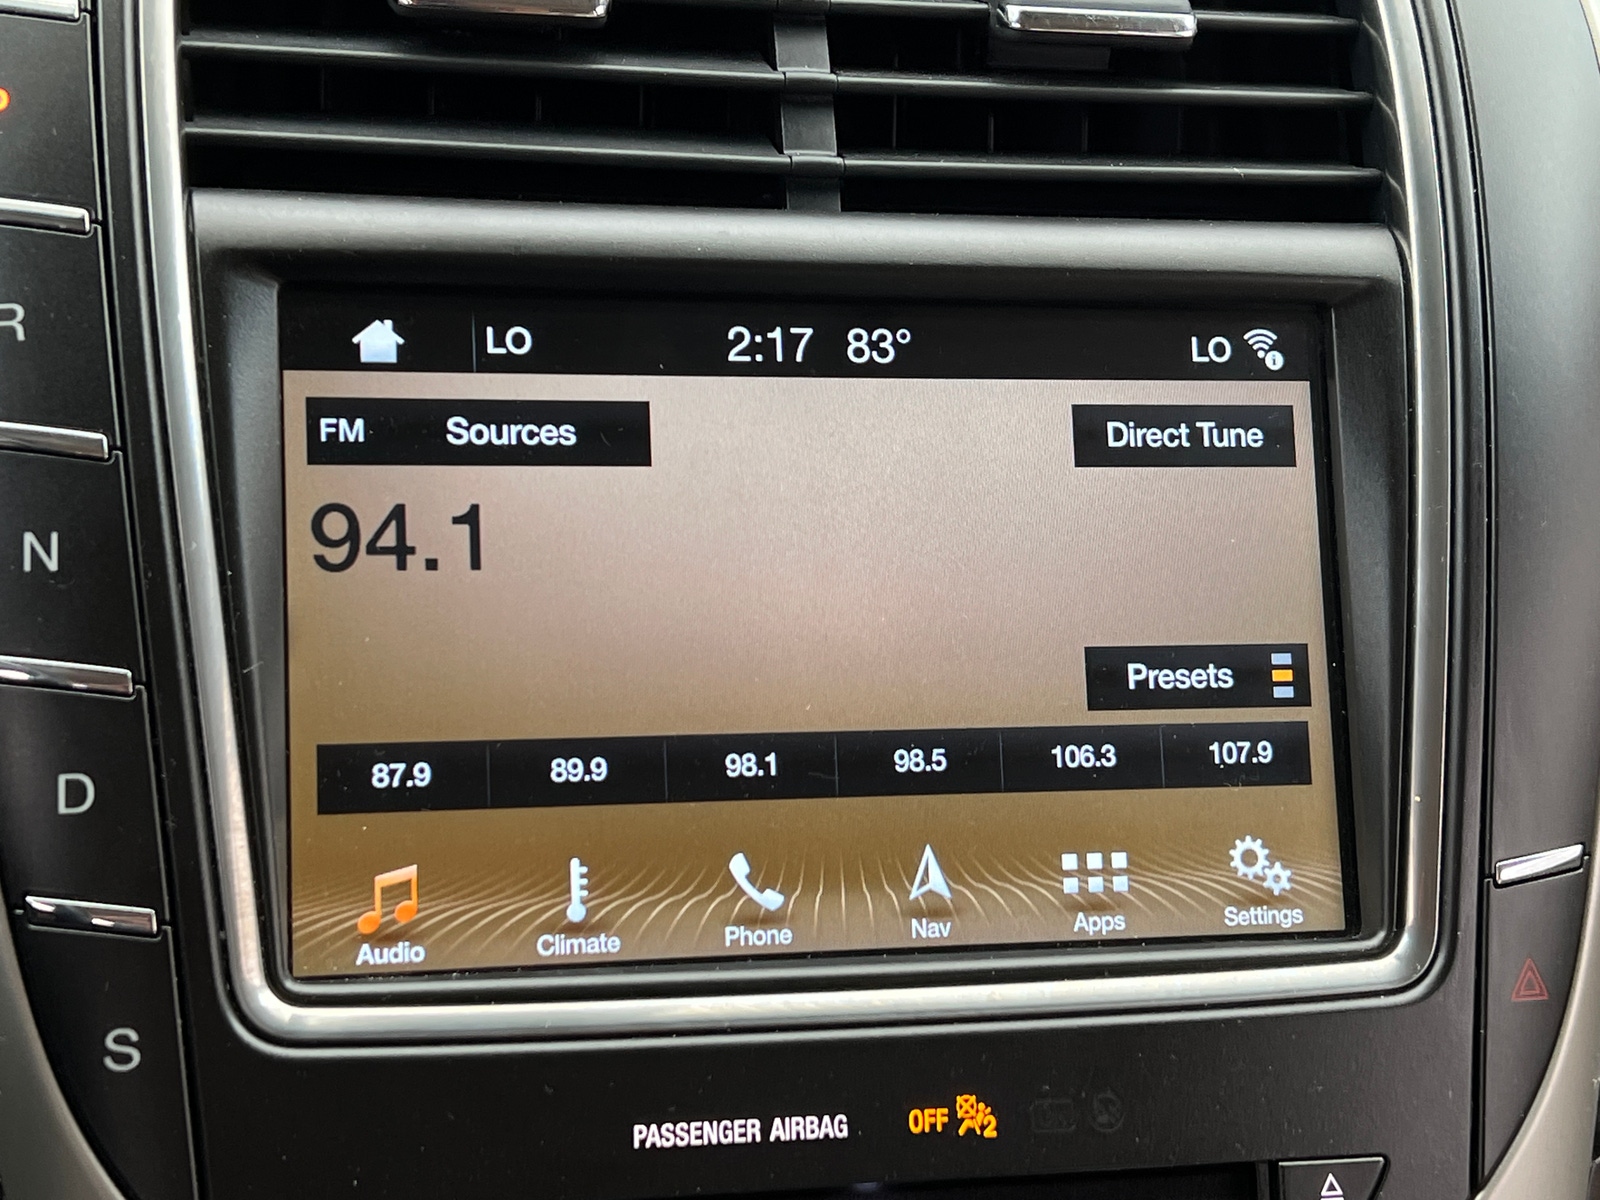 LO 2:17 83° LO
FM Sources Direct Tune
94.1
Presets
87.9 89.9 98.1 98.5 106.3 107.9
Audio Climate Phone Nav Apps Settings
R
N
D
S
PASSENGER AIRBAG OFF 2